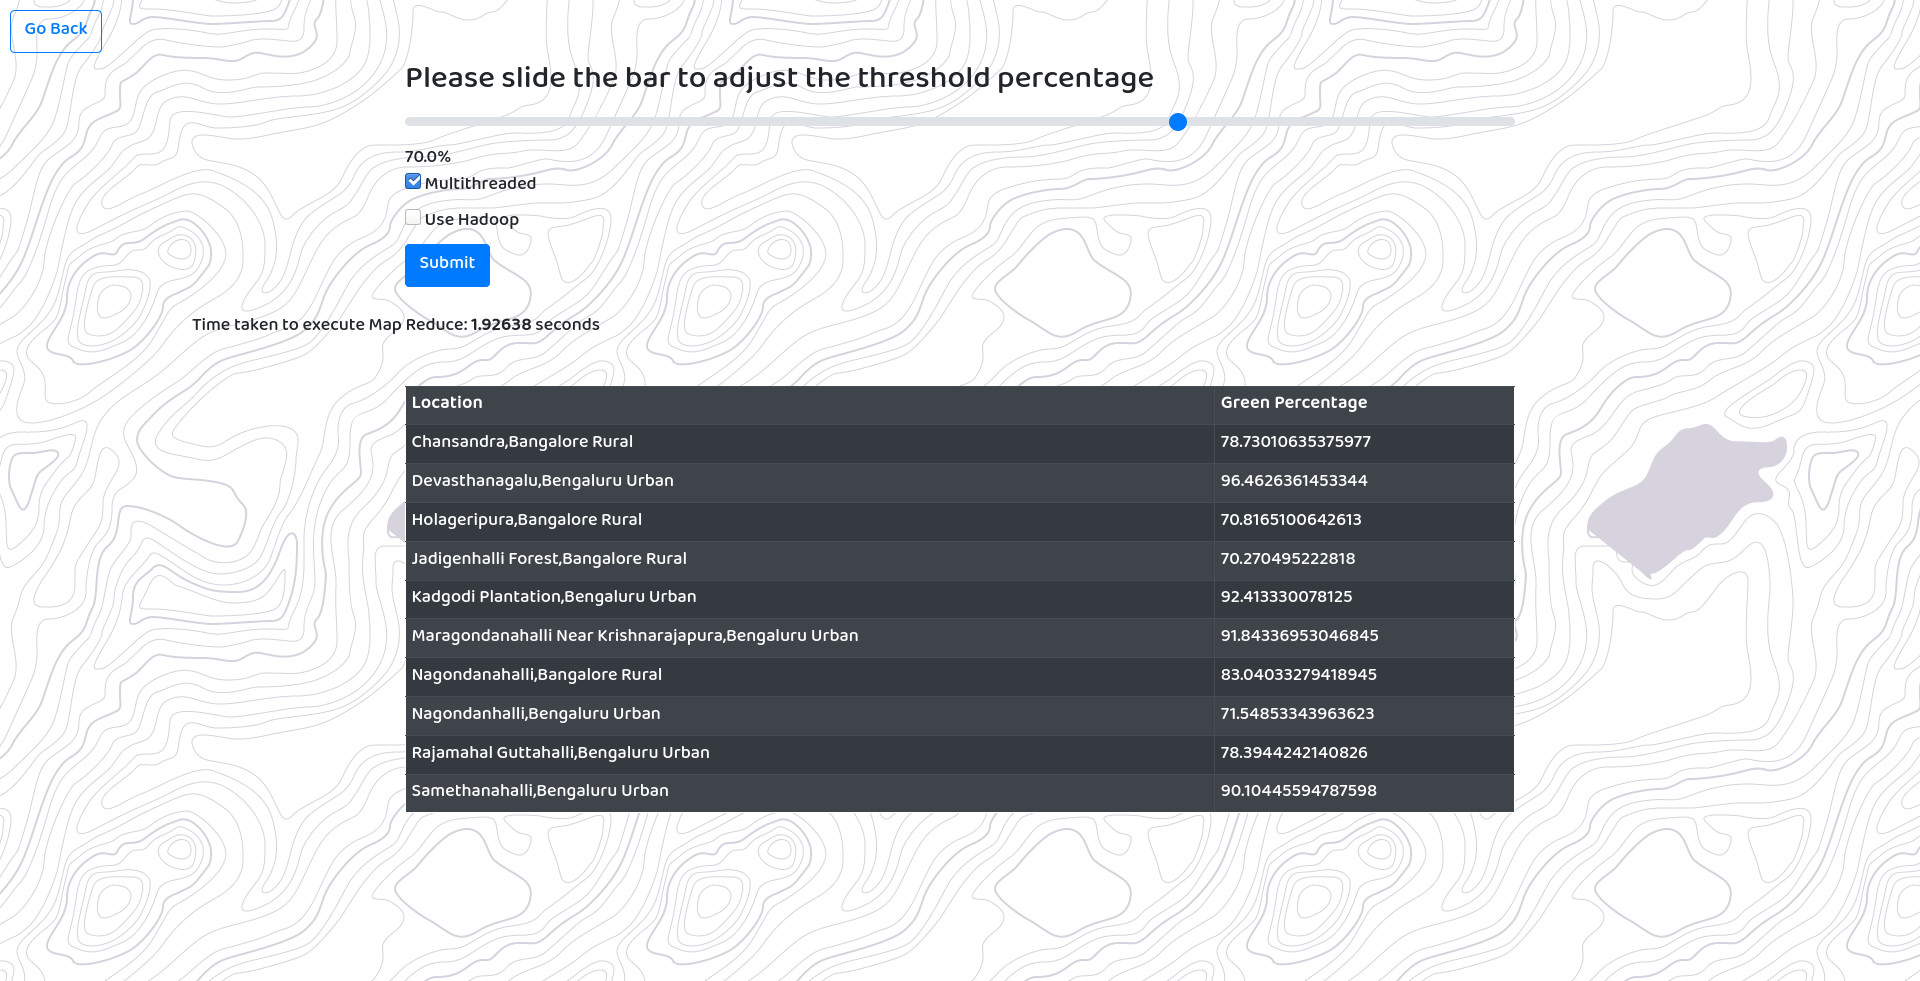 Go Back
Please slide the bar to adjust the threshold percentage
70.0%
Multithreaded
Use Hadoop
Submit
Time taken to execute Map Reduce: 1.92638 seconds
Location Green Percentage
Chansandra,Bangalore Rural 78.73010635375977
Devasthanagalu,Bengaluru Urban 96.4626361453344
Holageripura,Bangalore Rural 70.8165100642613
Jadigenhalli Forest,Bangalore Rural 70.270495222818
Kadgodi Plantation,Bengaluru Urban 92.413330078125
Maragondanahalli Near Krishnarajapura,Bengaluru Urban 91.84336953046845
Nagondanahalli,Bangalore Rural 83.04033279418945
Nagondanhalli,Bengaluru Urban 71.54853343963623
Rajamahal Guttahalli,Bengaluru Urban 78.3944242140826
Samethanahalli,Bengaluru Urban 90.10445594787598